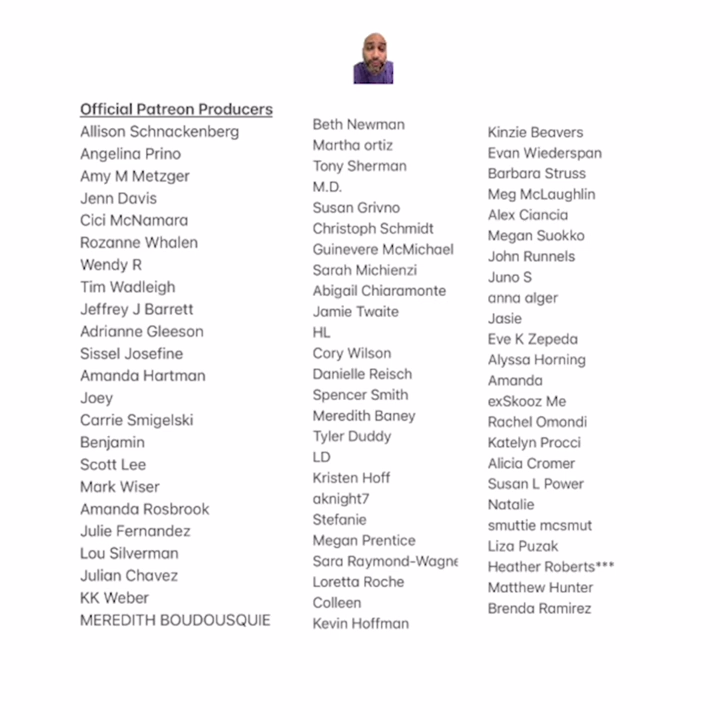 Official Patreon Producers
Allison Schnackenberg
Angelina Prino
Amy M Metzger
Jenn Davis
Cici McNamara
Rozanne Whalen
Wendy R
Tim Wadleigh
Jeffrey J Barrett
Adrianne Gleeson
Sissel Josefine
Amanda Hartman
Joey
Carrie Smigelski
Benjamin
Scott Lee
Mark Wiser
Amanda Rosbrook
Julie Fernandez
Lou Silverman
Julian Chavez
KK Weber
MEREDITH BOUDOUSQUIE
Beth Newman
Martha ortiz
Tony Sherman
M.D.
Susan Grivno
Christoph Schmidt
Guinevere McMichael
Sarah Michienzi
Abigail Chiaramonte
Jamie Twaite
HL
Cory Wilson
Danielle Reisch
Spencer Smith
Meredith Baney
Tyler Duddy
LD
Kristen Hoff
aknight7
Stefanie
Megan Prentice
Sara Raymond-Wagne
Loretta Roche
Colleen
Kevin Hoffman
Kinzie Beavers
Evan Wiederspan
Barbara Struss
Meg McLaughlin
Alex Ciancia
Megan Suokko
John Runnels
Juno S
anna alger
Jasie
Eve K Zepeda
Alyssa Horning
Amanda
exSkooz Me
Rachel Omondi
Katelyn Procci
Alicia Cromer
Susan L Power
Natalie
smuttie mcsmut
Liza Puzak
Heather Roberts***
Matthew Hunter
Brenda Ramirez